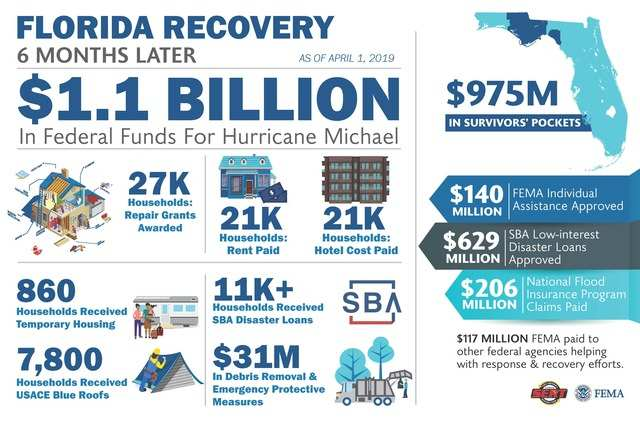 FLORIDA RECOVERY
6 MONTHS LATER
AS OF APRIL 1, 2019
$1.1 BILLION
In Federal Funds For Hurricane Michael
27K
Households:
Repair Grants
Awarded
21K
Households:
Rent Paid
21K
Households:
Hotel Cost Paid
860
Households Received
Temporary Housing
11K+
Households Received
SBA Disaster Loans
SBA
7,800
Households Received
USACE Blue Roofs
$31M
In Debris Removal &
Emergency Protective
Measures
$975M
IN SURVIVORS' POCKETS
$140
MILLION
FEMA Individual
Assistance Approved
$629
MILLION
SBA Low-interest
Disaster Loans
Approved
$206
MILLION
National Flood
Insurance Program
Claims Paid
$117 MILLION FEMA paid to
other federal agencies helping
with response & recovery efforts.
SERT
FEMA